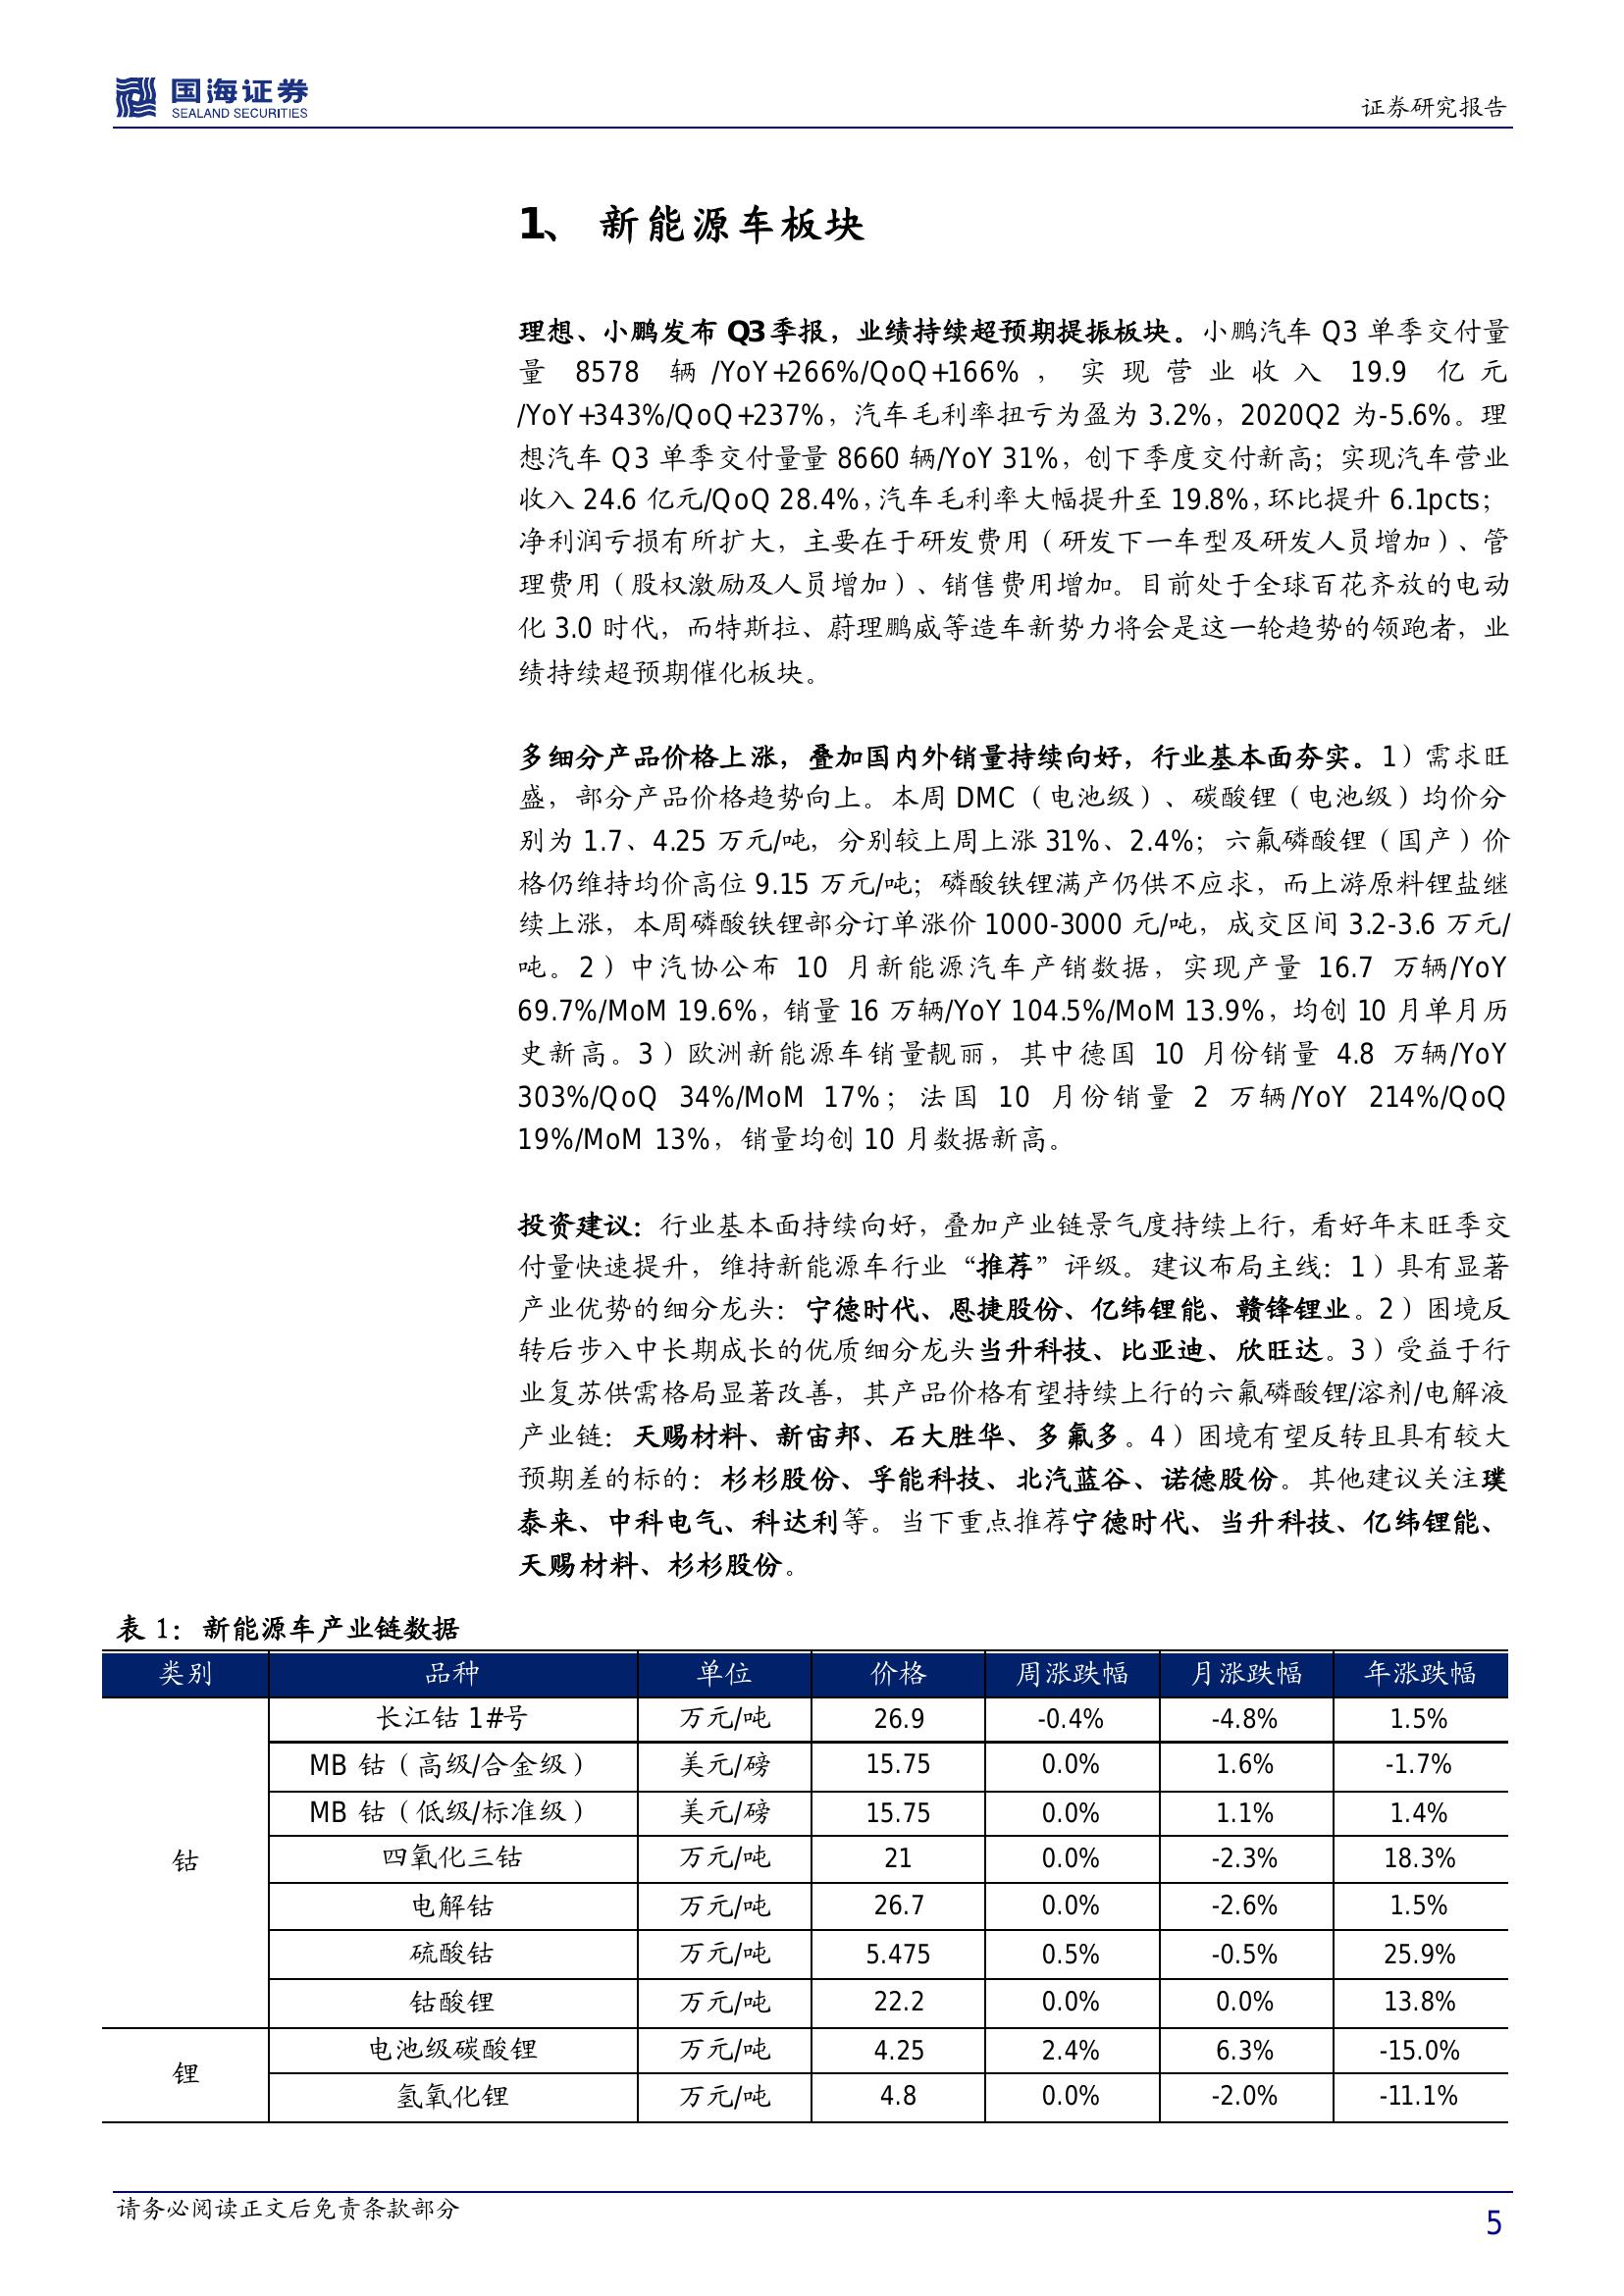 国海证券
SEALAND SECURITIES
证券研究报告
1、 新能源车板块
理想、小鹏发布 Q3 季报，业绩持续超预期提振板块。小鹏汽车 Q3 单季交付量
量 8578 辆/YoY+266%/QoQ+166%，实现营业收入 19.9 亿元
/YoY+343%/QoQ+237%，汽车毛利率扭亏为盈为 3.2%，2020Q2 为-5.6%。理
想汽车 Q3 单季交付量量 8660 辆/YoY 31%，创下季度交付新高；实现汽车营业
收入 24.6 亿元/QoQ 28.4%，汽车毛利率大幅提升至 19.8%，环比提升 6.1pcts；
净利润亏损有所扩大，主要在于研发费用（研发下一车型及研发人员增加）、管
理费用（股权激励及人员增加）、销售费用增加。目前处于全球百花齐放的电动
化 3.0 时代，而特斯拉、蔚理鹏威等造车新势力将会是这一轮趋势的领跑者，业
绩持续超预期催化板块。
多细分产品价格上涨，叠加国内外销量持续向好，行业基本面夯实。1）需求旺
盛，部分产品价格趋势向上。本周 DMC（电池级）、碳酸锂（电池级）均价分
别为 1.7、4.25 万元/吨，分别较上周上涨 31%、2.4%；六氟磷酸锂（国产）价
格仍维持均价高位 9.15 万元/吨；磷酸铁锂满产仍供不应求，而上游原料锂盐继
续上涨，本周磷酸铁锂部分订单涨价 1000-3000 元/吨，成交区间 3.2-3.6 万元/
吨。2）中汽协公布 10 月新能源汽车产销数据，实现产量 16.7 万辆/YoY
69.7%/MoM 19.6%，销量 16 万辆/YoY 104.5%/MoM 13.9%，均创 10 月单月历
史新高。3）欧洲新能源车销量靓丽，其中德国 10 月份销量 4.8 万辆/YoY
303%/QoQ 34%/MoM 17%；法国 10 月份销量 2 万辆/YoY 214%/QoQ
19%/MoM 13%，销量均创 10 月数据新高。
投资建议：行业基本面持续向好，叠加产业链景气度持续上行，看好年末旺季交
付量快速提升，维持新能源车行业“推荐”评级。建议布局主线：1）具有显著
产业优势的细分龙头：宁德时代、恩捷股份、亿纬锂能、赣锋锂业。2）困境反
转后步入中长期成长的优质细分龙头当升科技、比亚迪、欣旺达。3）受益于行
业复苏供需格局显著改善，其产品价格有望持续上行的六氟磷酸锂/溶剂/电解液
产业链：天赐材料、新宙邦、石大胜华、多氟多。4）困境有望反转且具有较大
预期差的标的：杉杉股份、孚能科技、北汽蓝谷、诺德股份。其他建议关注璞
泰来、中科电气、科达利等。当下重点推荐宁德时代、当升科技、亿纬锂能、
天赐材料、杉杉股份。
表 1：新能源车产业链数据
类别 品种 单位 价格 周涨跌幅 月涨跌幅 年涨跌幅
钴 长江钴 1#号 万元/吨 26.9 -0.4% -4.8% 1.5%
MB 钴（高级/合金级） 美元/磅 15.75 0.0% 1.6% -1.7%
MB 钴（低级/标准级） 美元/磅 15.75 0.0% 1.1% 1.4%
四氧化三钴 万元/吨 21 0.0% -2.3% 18.3%
电解钴 万元/吨 26.7 0.0% -2.6% 1.5%
硫酸钴 万元/吨 5.475 0.5% -0.5% 25.9%
钴酸锂 万元/吨 22.2 0.0% 0.0% 13.8%
锂 电池级碳酸锂 万元/吨 4.25 2.4% 6.3% -15.0%
氢氧化锂 万元/吨 4.8 0.0% -2.0% -11.1%
请务必阅读正文后免责条款部分
5